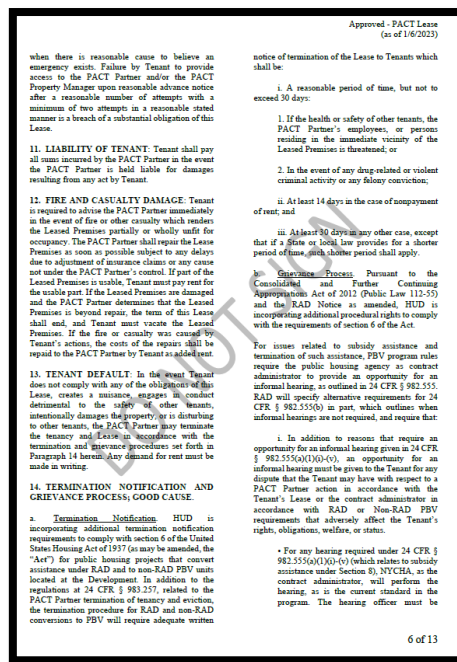 Approved - PACT Lease
(as of 1/6/2023)
when there is reasonable cause to believe an
emergency exists. Failure by Tenant to provide
access to the PACT Partner and/or the PACT
Property Manager upon reasonable advance notice
after a reasonable number of attempts with a
minimum of two attempts in a reasonable stated
manner is a breach of a substantial obligation of this
Lease.
11. LIABILITY OF TENANT: Tenant shall pay
all sums incurred by the PACT Partner in the event
the PACT Partner is held liable for damages
resulting from any act by Tenant.
12. FIRE AND CASUALTY DAMAGE: Tenant
is required to advise the PACT Partner immediately
in the event of fire or other casualty which renders
the Leased Premises partially or wholly unfit for
occupancy. The PACT Partner shall repair the Lease
Premises as soon as possible subject to any delays
due to adjustment of insurance claims or any cause
not under the PACT Partner's control. If part of the
Leased Premises is usable, Tenant must pay rent for
the usable part. If the Leased Premises are damaged
and the PACT Partner determines that the Leased
Premises is beyond repair, the term of this Lease
shall end, and Tenant must vacate the Leased
Premises. If the fire or casualty was caused by
Tenant's actions, the costs of the repairs shall be
repaid to the PACT Partner by Tenant as added rent.
13. TENANT DEFAULT: In the event Tenant
does not comply with any of the obligations of this
Lease, creates a nuisance, engages in conduct
detrimental to the safety of other tenants,
intentionally damages the property, or is disturbing
to other tenants, the PACT Partner may terminate
the tenancy and Lease in accordance with the
termination and grievance procedures set forth in
Paragraph 14 herein. Any demand for rent must be
made in writing.
14. TERMINATION NOTIFICATION AND
GRIEVANCE PROCESS; GOOD CAUSE.
a. Termination Notification. HUD is
incorporating additional termination notification
requirements to comply with section 6 of the United
States Housing Act of 1937 (as may be amended, the
"Act") for public housing projects that convert
assistance under RAD and to non-RAD PBV units
located at the Development. In addition to the
regulations at 24 CFR § 983.257, related to the
PACT Partner termination of tenancy and eviction,
the termination procedure for RAD and non-RAD
conversions to PBV will require adequate written
notice of termination of the Lease to Tenants which
shall be:
i. A reasonable period of time, but not to
exceed 30 days:
1. If the health or safety of other tenants, the
PACT Partner's employees, or persons
residing in the immediate vicinity of the
Leased Premises is threatened; or
2. In the event of any drug-related or violent
criminal activity or any felony conviction;
ii. At least 14 days in the case of nonpayment
of rent; and
iii. At least 30 days in any other case, except
that if a State or local law provides for a shorter
period of time, such shorter period shall apply.
b. Grievance Process. Pursuant to the
Consolidated and Further Continuing
Appropriations Act of 2012 (Public Law 112-55)
and the RAD Notice as amended, HUD is
incorporating additional procedural rights to comply
with the requirements of section 6 of the Act.
For issues related to subsidy assistance and
termination of such assistance, PBV program rules
require the public housing agency as contract
administrator to provide an opportunity for an
informal hearing, as outlined in 24 CFR § 982.555.
RAD will specify alternative requirements for 24
CFR § 982.555(b) in part, which outlines when
informal hearings are not required, and require that:
i. In addition to reasons that require an
opportunity for an informal hearing given in 24 CFR
§ 982.555(a)(1)(i)-(v), an opportunity for an
informal hearing must be given to the Tenant for any
dispute that the Tenant may have with respect to a
PACT Partner action in accordance with the
Tenant's Lease or the contract administrator in
accordance with RAD or Non-RAD PBV
requirements that adversely affect the Tenant's
rights, obligations, welfare, or status.
• For any hearing required under 24 CFR §
982.555(a)(1)(i)-(v) (which relates to subsidy
assistance under Section 8), NYCHA, as the
contract administrator, will perform the
hearing, as is the current standard in the
program. The hearing officer must be
DO NOT SIGN
6 of 13